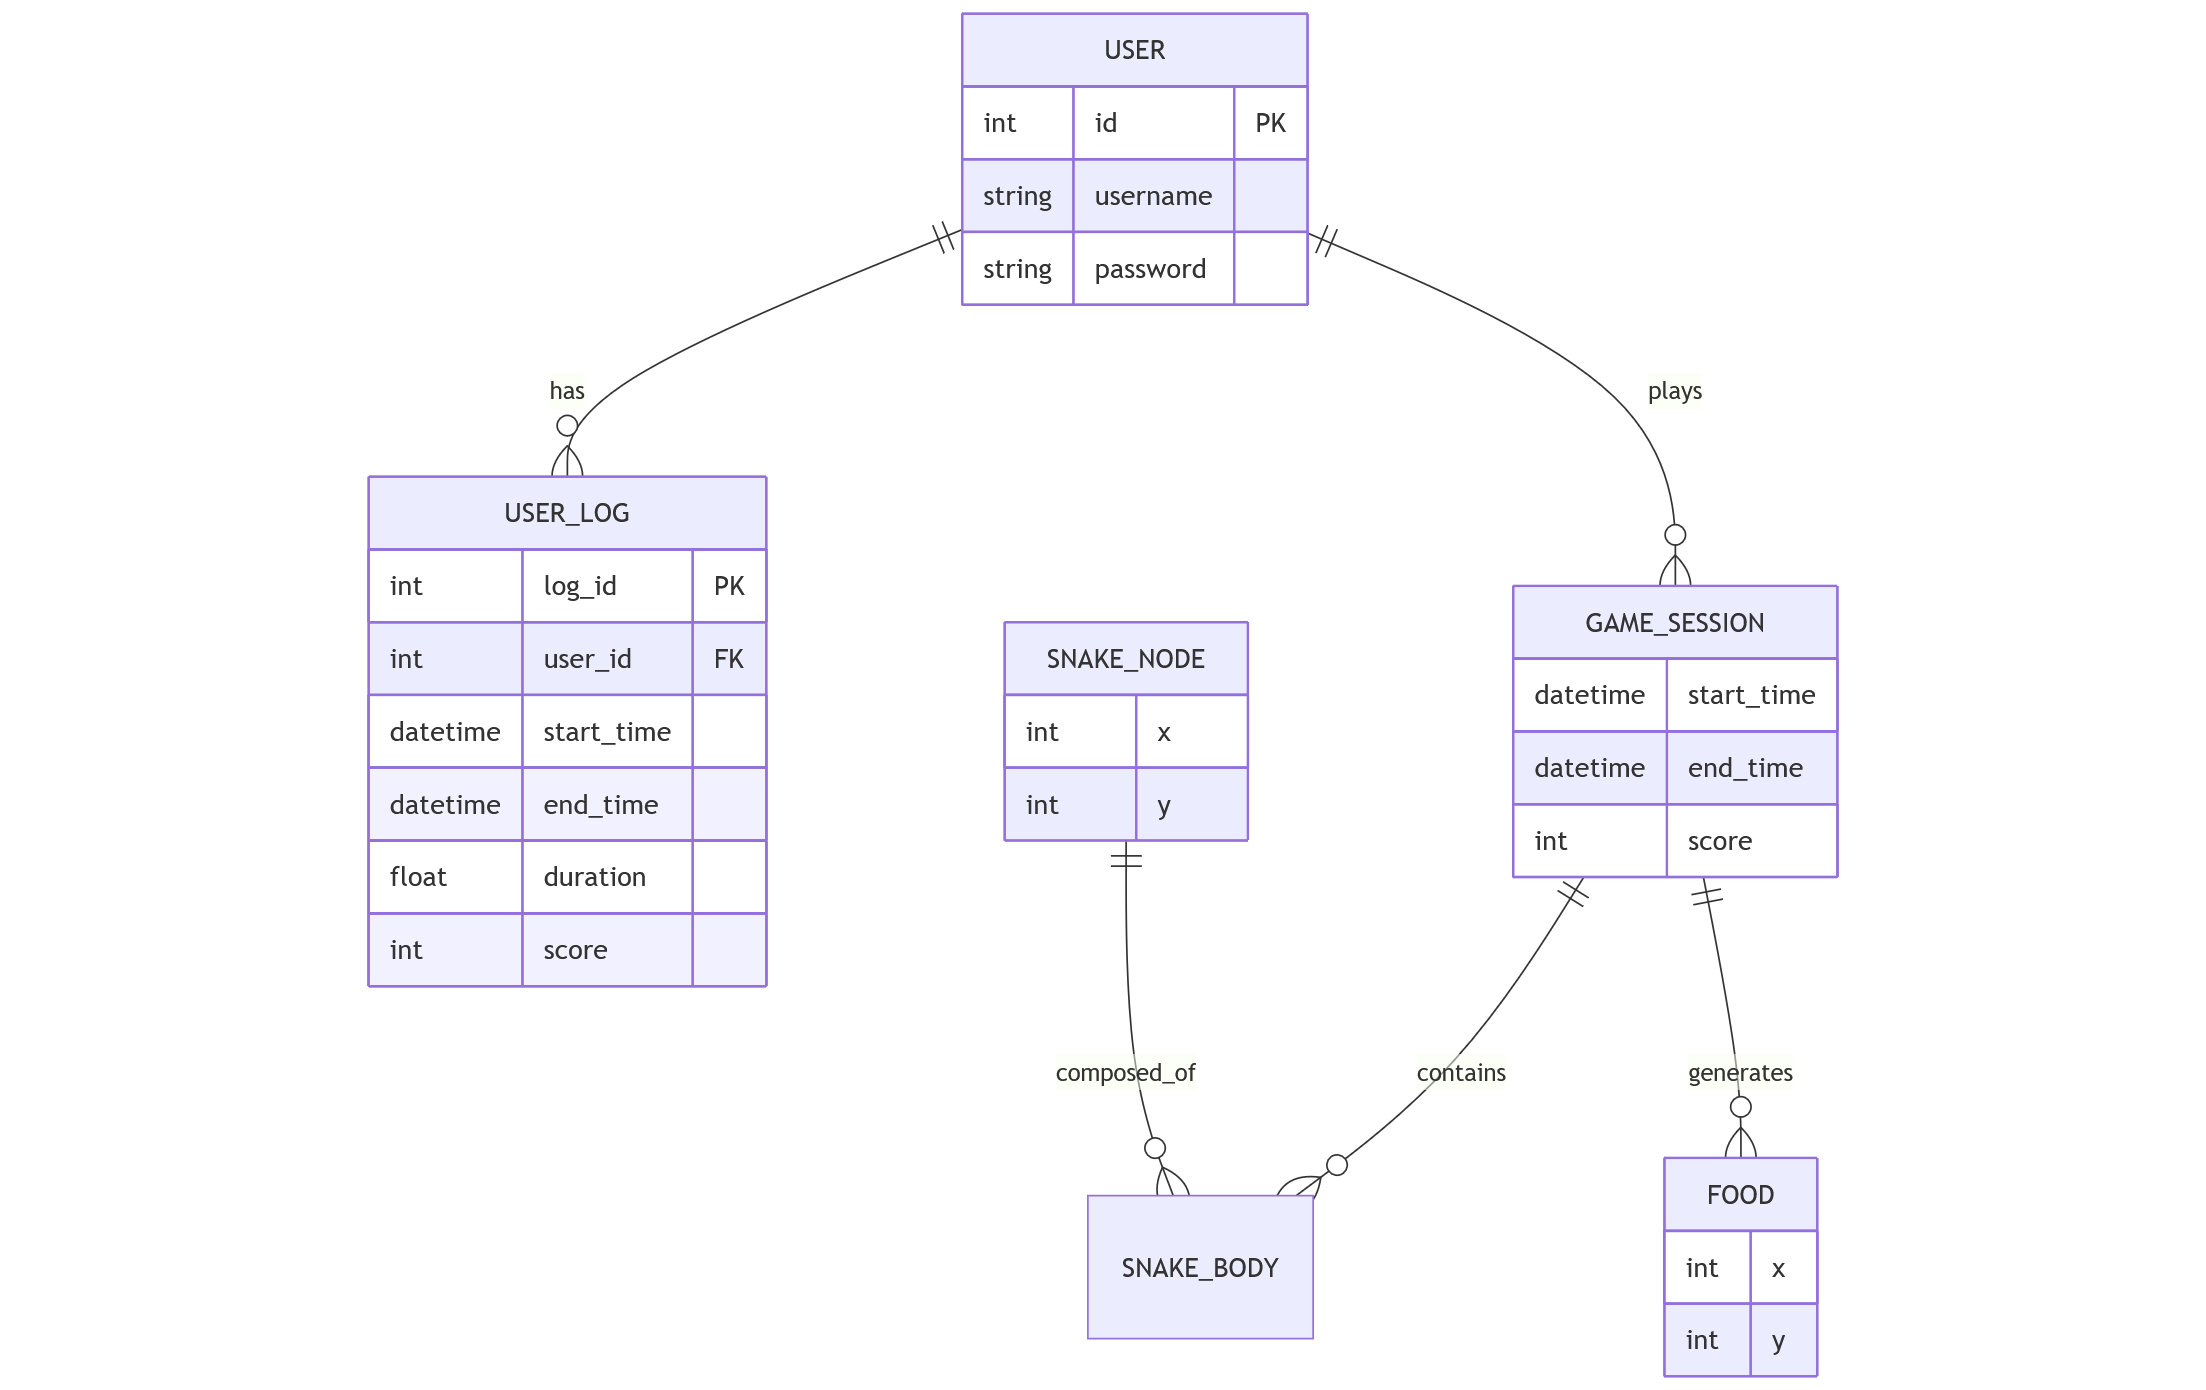 USER
int id PK
string username
string password
has
plays
USER_LOG
int log_id PK
int user_id FK
datetime start_time
datetime end_time
float duration
int score
SNAKE_NODE
int x
int y
GAME_SESSION
datetime start_time
datetime end_time
int score
composed_of
contains
generates
SNAKE_BODY
FOOD
int x
int y